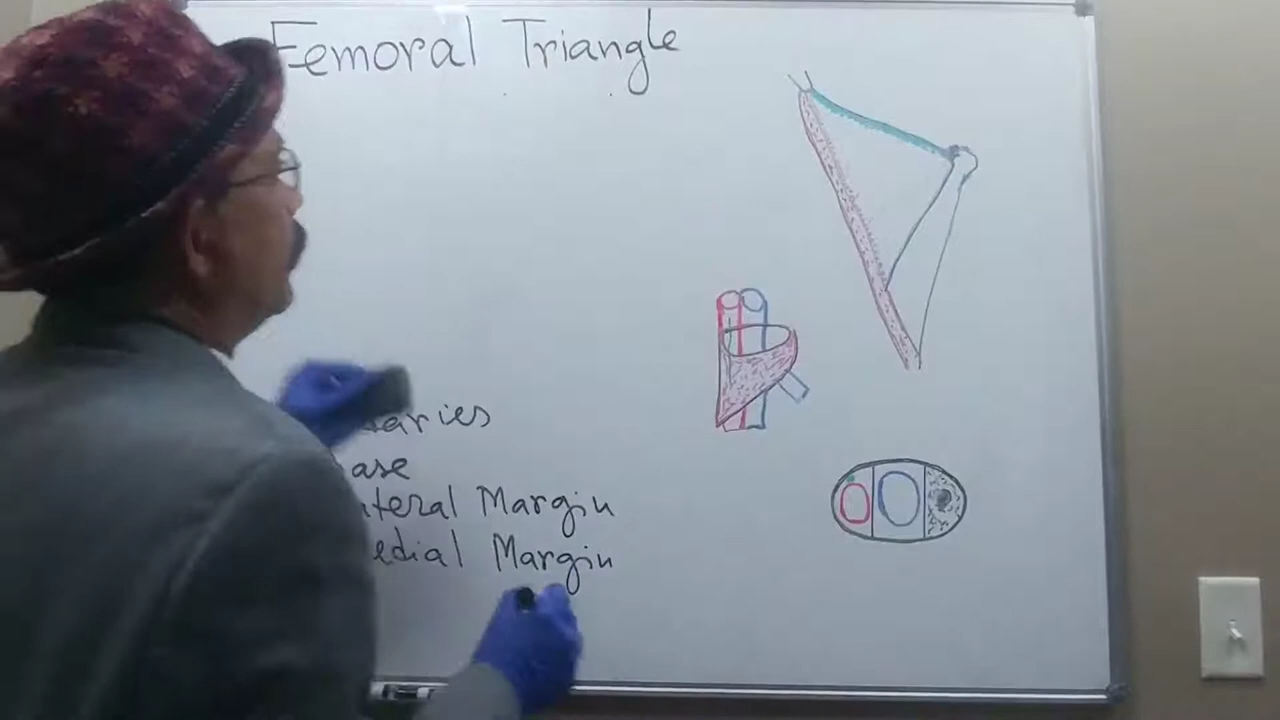 Femoral Triangle
aries
ase
teral Margin
edial Margin